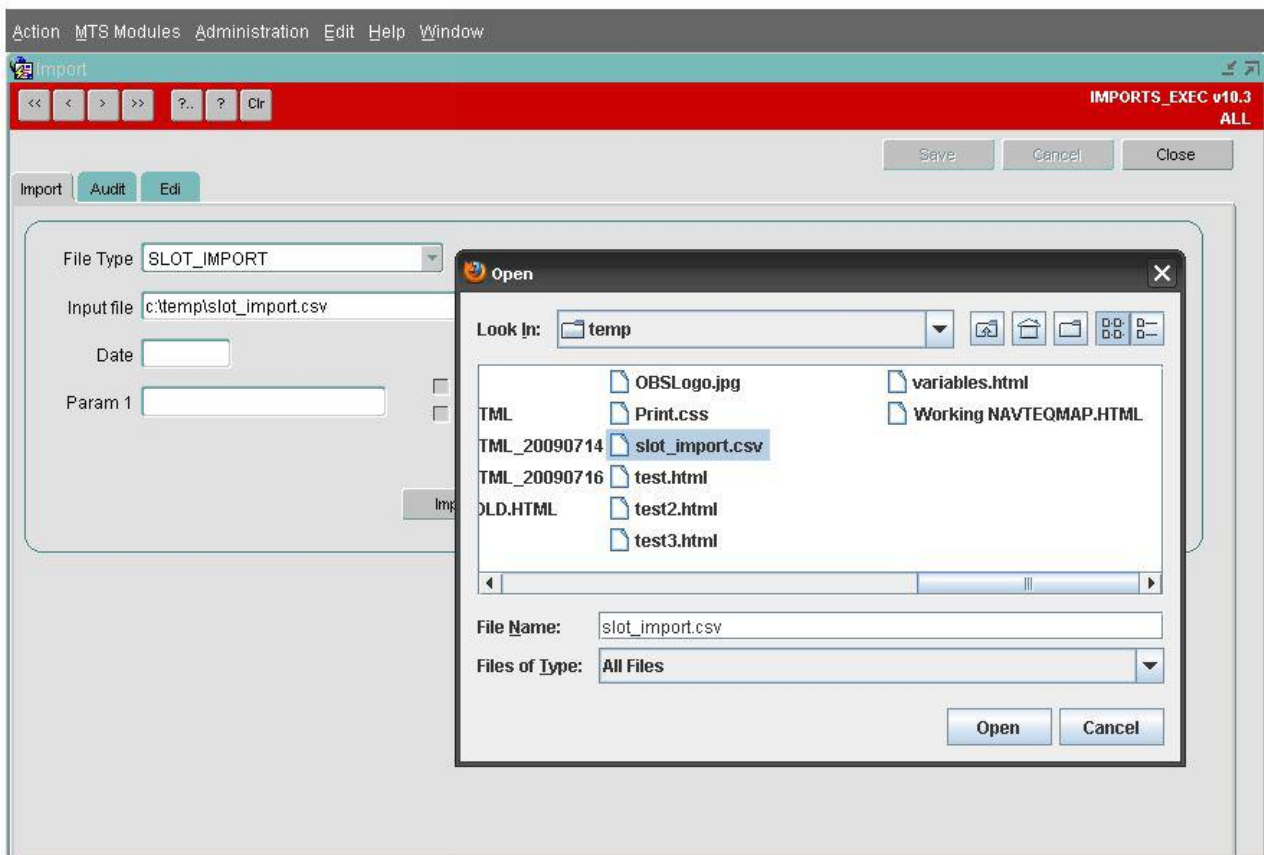 Action MTS Modules Administration Edit Help Window
Import
<< < > >> ?.. ? Clr
IMPORTS_EXEC v10.3
ALL
Save Cancel Close
Import Audit Edi
File Type SLOT_IMPORT
Input file c:\temp\slot_import.csv
Date
Param 1
Open
Look In: temp
OBSLogo.jpg variables.html
TML Print.css Working NAVTEQMAP.HTML
TML_20090714 slot_import.csv
TML_20090716 test.html
OLD.HTML test2.html
test3.html
File Name: slot_import.csv
Files of Type: All Files
Open Cancel